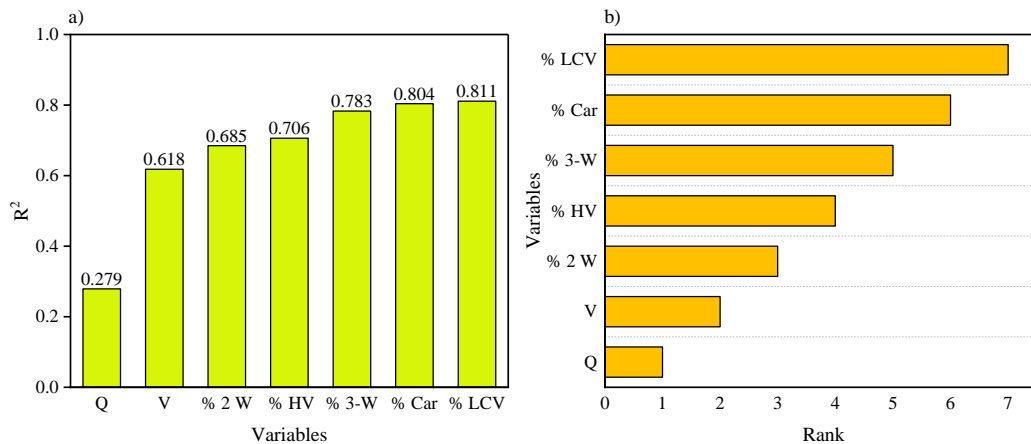 a)
1.0
0.8
0.6
0.4
0.2
0.0
R²
0.279
0.618
0.685
0.706
0.783
0.804
0.811
Q V % 2 W % HV % 3-W % Car % LCV
Variables
b)
Variables
% LCV
% Car
% 3-W
% HV
% 2 W
V
Q
0 1 2 3 4 5 6 7
Rank